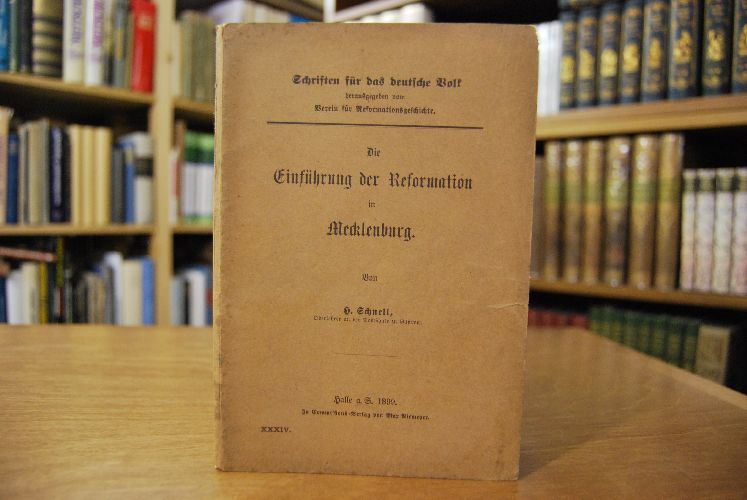 Schriften für das deutsche Volk
herausgegeben vom
Verein für Reformationsgeschichte.
Die
Einführung der Reformation
in
Mecklenburg.
Von
H. Schnell,
Halle a. S. 1899.
In Commissions-Verlag von Max Niemeyer.
XXXIV.